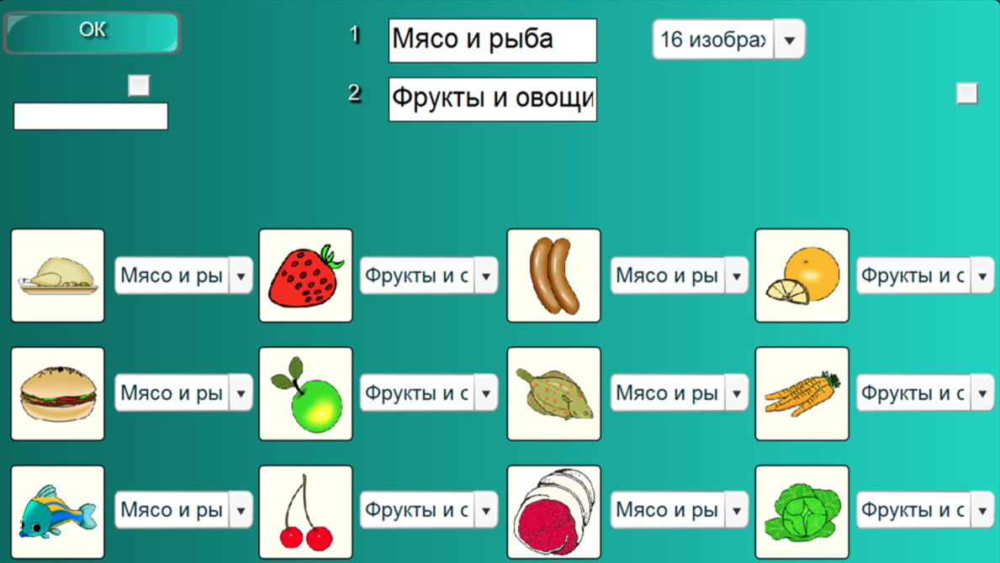 ОК
1
Мясо и рыба
16 изобраx
2
Фрукты и овощи
Мясо и ры
Фрукты и с
Мясо и ры
Фрукты и с
Мясо и ры
Фрукты и с
Мясо и ры
Фрукты и с
Мясо и ры
Фрукты и с
Мясо и ры
Фрукты и с